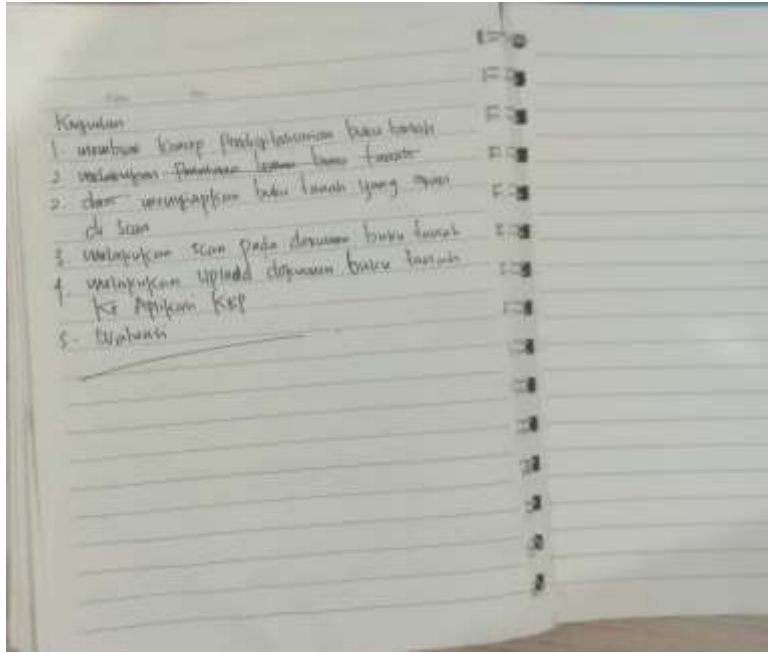 Kegiatan
1 membuat konsep Pendigitalisasian buku tanah
2 melakukan buku tanah
2. dan menyiapkan buku tanah yang akan
di scan
3. melakukan scan pada dokumen buku tanah
4. melakukan upload dokumen buku tanah
Ke Aplikasi KKP
5. Evaluasi